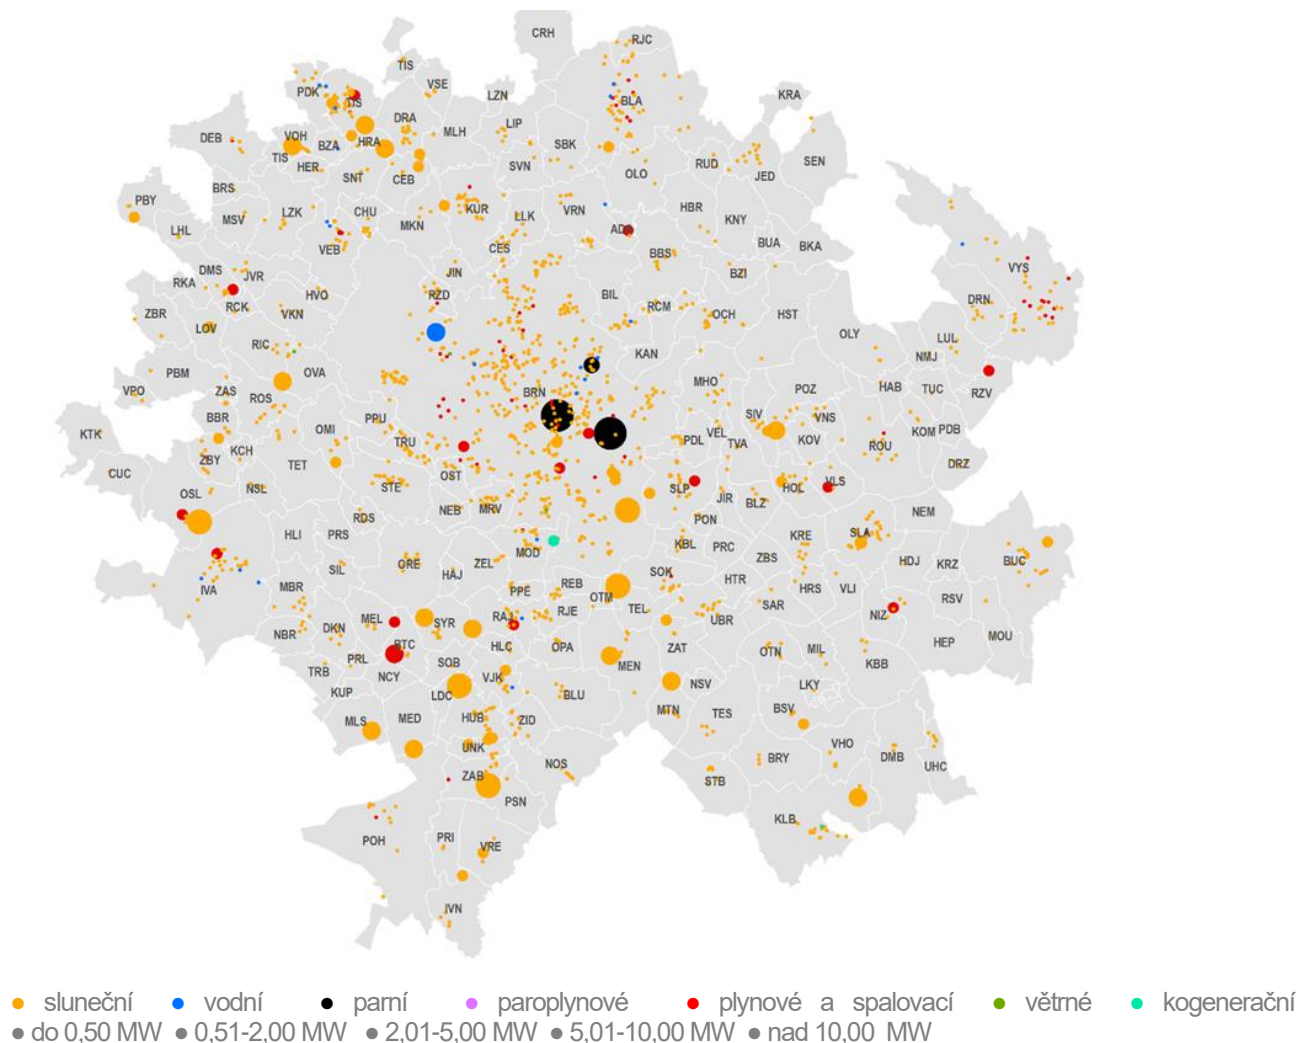 CRH
RJC
TIS
VSE
PDK
TIS
LZN
BLA
KRA
DEB
VOH
BZA
HRA
DRA
MLH
LIP
SBK
TIS
HER
SNT
CEB
SVN
OLO
RUD
JED
SEN
PBY
BRS
MSV
LZK
CHU
MKN
KUR
LLK
VRN
HBR
KNY
LHL
VEB
CES
ADA
BBS
BUA
BKA
DMS
RKA
JVR
JIN
BZI
VYS
RCK
HVO
RZD
BIL
RCM
DRN
ZBR
LOV
VKN
OCH
HST
OLY
RIC
LUL
OVA
KAN
NMJ
PBM
MHO
VPO
ZAS
ROS
BRN
POZ
HAB
TUC
RZV
BBR
PPU
SIV
VNS
KTK
OMI
TRU
PDL
VEL
TVA
KOV
ROU
KOM
PDB
CUC
ZBY
KCH
TET
OST
DRZ
OSL
NSL
STE
SLP
JIR
HOL
VLS
NEB
MRV
BLZ
RDS
PON
NEM
HLI
PRS
MOD
KBL
PRC
KRE
SLA
ZBS
SIL
ORE
HAJ
ZEL
SOK
HDJ
KRZ
BUC
IVA
MBR
PPE
REB
OTM
HTR
HRS
VLI
RSV
MEL
SYR
RAJ
RJE
TEL
UBR
SAR
NIZ
NBR
DKN
PRL
BTC
HLC
OPA
ZAT
OTN
MIL
HEP
MOU
TRB
NCY
SOB
VJK
MEN
KBB
KUP
LDC
BLU
NSV
LKY
MLS
MED
HUB
ZID
MTN
TES
BSV
UNK
VHO
NOS
BRY
DMB
UHC
ZAB
STB
PSN
POH
PRI
VRE
KLB
IVN
sluneční vodní parní paroplynové plynové a spalovací větrné kogenerační
do 0,50 MW 0,51-2,00 MW 2,01-5,00 MW 5,01-10,00 MW nad 10,00 MW